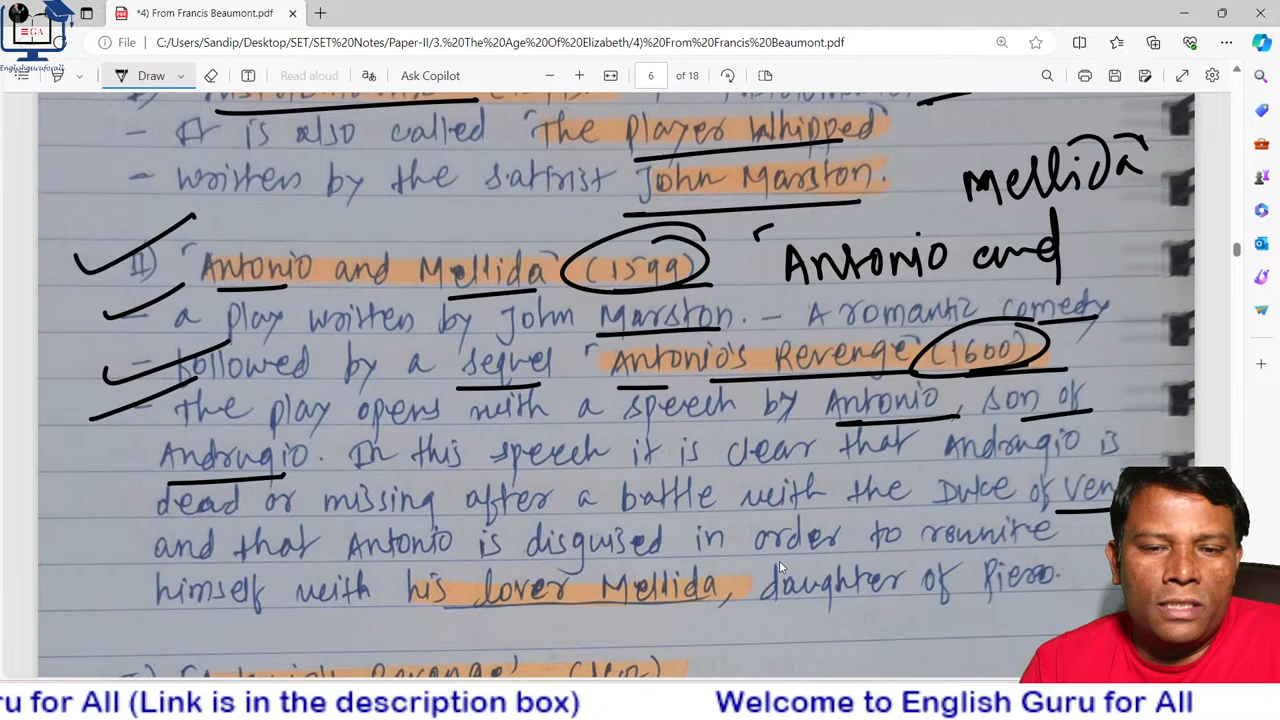 *4) From Francis Beaumont.pdf
File C:/Users/Sandip/Desktop/SET/SET%20Notes/Paper-II/3.%20The%20Age%20Of%20Elizabeth/4)%20From%20Francis%20Beaumont.pdf
EGA
Englishguruforall
Draw Read aloud Ask Copilot 6 of 18
- It is also called "The Player Whipped"
- written by the satirist John Marston.
Mellida"
II) "Antonio and Mellida" (1599)
"Antonio and
- a play written by John Marston. - A romantic comedy
- followed by a sequel "Antonio's Revenge" (1600)
- The play opens with a speech by Antonio, son of
Andrugio. In this speech it is clear that Andrugio is
dead or missing after a battle with the Duke of Ven
and that Antonio is disguised in order to reunite
himself with his lover Mellida, daughter of Piero.
ru for All (Link is in the description box) Welcome to English Guru for All